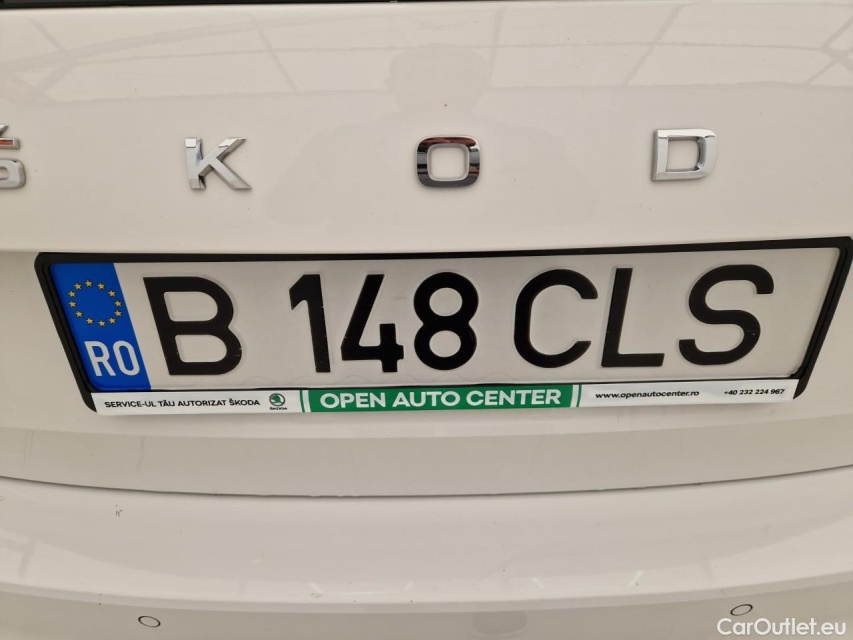 Š K O D
RO B 148 CLS
SERVICE-UL TĂU AUTORIZAT ŠKODA ŠKODA OPEN AUTO CENTER www.openautocenter.ro +40 232 224 967
CarOutlet.eu